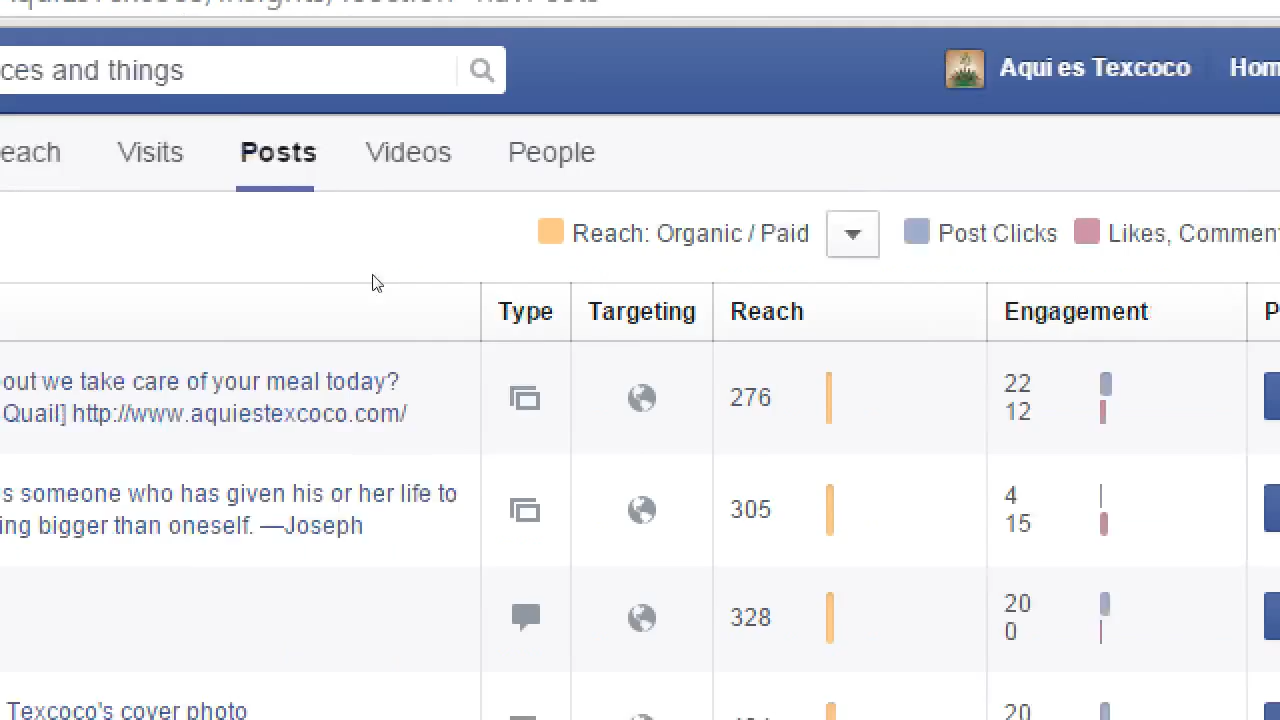 ces and things
Aqui es Texcoco Hom
each Visits Posts Videos People
Reach: Organic / Paid Post Clicks Likes, Commen
Type Targeting Reach Engagement P
out we take care of your meal today?
Quail] http://www.aquiestexcoco.com/
276
22
12
s someone who has given his or her life to
ing bigger than oneself. —Joseph
305
4
15
328
20
0
Texcoco's cover photo
20